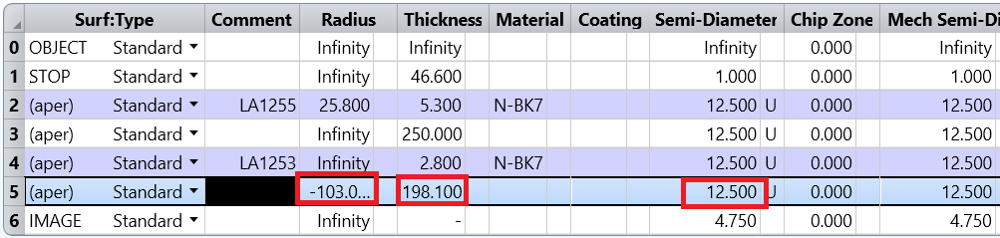 Surf:Type Comment Radius Thickness Material Coating Semi-Diameter Chip Zone Mech Semi-Di
0 OBJECT Standard Infinity Infinity Infinity 0.000 Infinity
1 STOP Standard Infinity 46.600 1.000 0.000 1.000
2 (aper) Standard LA1255 25.800 5.300 N-BK7 12.500 U 0.000 12.500
3 (aper) Standard Infinity 250.000 12.500 U 0.000 12.500
4 (aper) Standard LA1253 Infinity 2.800 N-BK7 12.500 U 0.000 12.500
5 (aper) Standard -103.0... 198.100 12.500 U 0.000 12.500
6 IMAGE Standard Infinity - 4.750 0.000 4.750